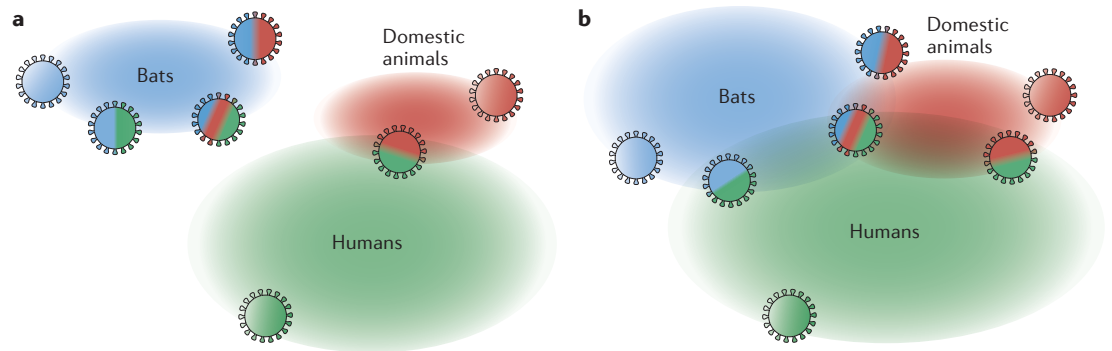 a
Bats
Domestic
animals
Humans
b
Bats
Domestic
animals
Humans